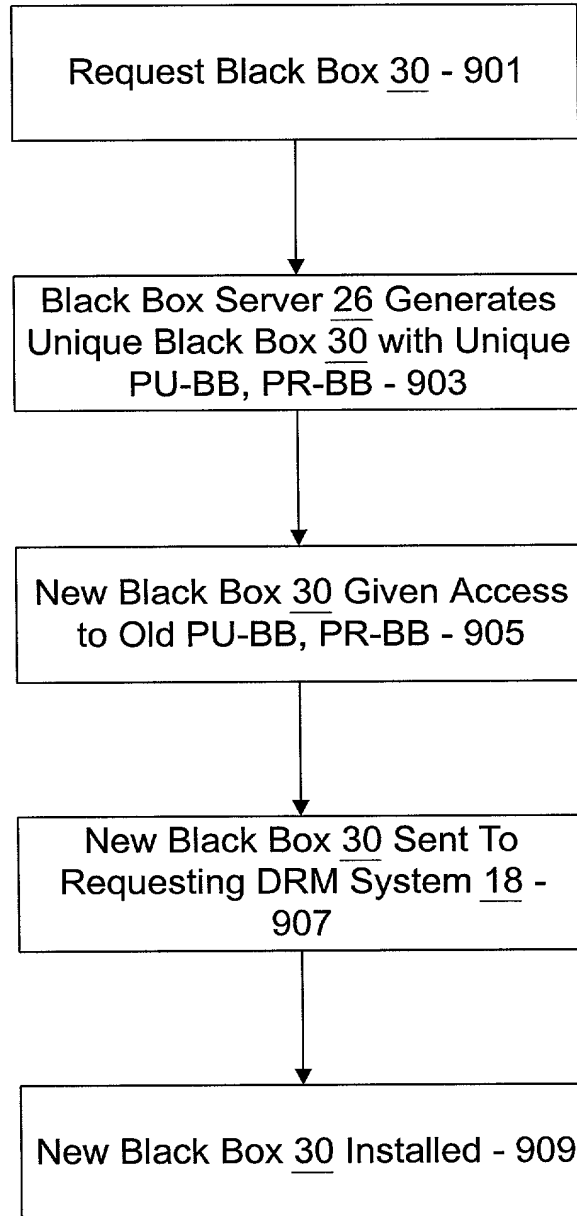 Request Black Box 30 - 901
Black Box Server 26 Generates
Unique Black Box 30 with Unique
PU-BB, PR-BB - 903
New Black Box 30 Given Access
to Old PU-BB, PR-BB - 905
New Black Box 30 Sent To
Requesting DRM System 18 -
907
New Black Box 30 Installed - 909